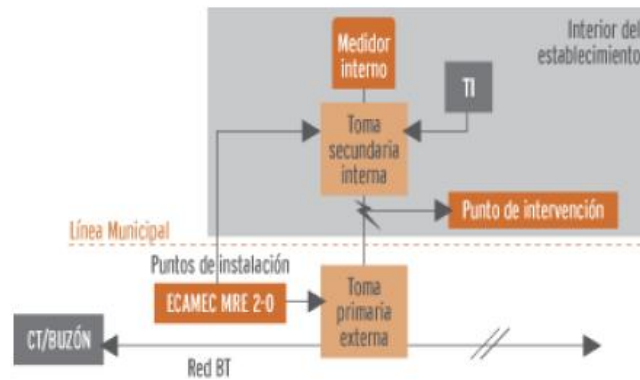 Interior del
establecimiento
Medidor
interno
TI
Toma
secundaria
interna
Punto de intervención
Línea Municipal
Puntos de instalación
ECAMEC MRE 2-0
Toma
primaria
externa
CT/BUZÓN
Red BT